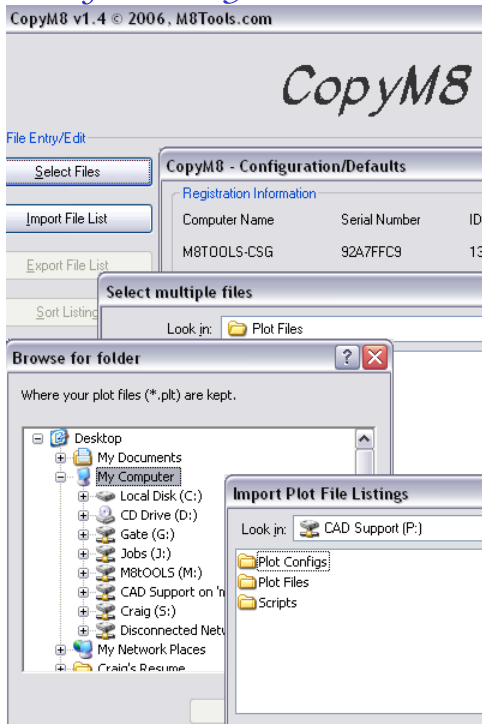 CopyM8 v1.4 © 2006, M8Tools.com
CopyM8
File Entry/Edit
Select Files
Import File List
Export File List
Sort Listing
CopyM8 - Configuration/Defaults
Registration Information
Computer Name Serial Number ID
M8TOOLS-CSG 92A7FFC9 13
Select multiple files
Look in: Plot Files
Browse for folder
Where your plot files (*.plt) are kept.
Desktop
My Documents
My Computer
Local Disk (C:)
CD Drive (D:)
Gate (G:)
Jobs (J:)
M8tOOLS (M:)
CAD Support on 'n
Craig (S:)
Disconnected Netw
My Network Places
Craig's Resume
Import Plot File Listings
Look in: CAD Support (P:)
Plot Configs
Plot Files
Scripts